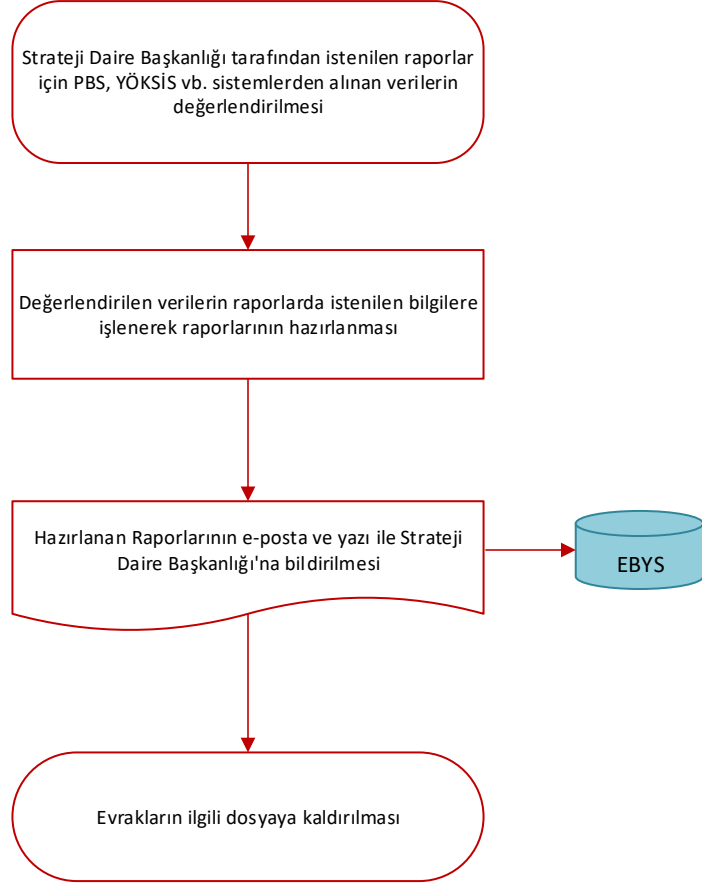 Strateji Daire Başkanlığı tarafından istenilen raporlar
için PBS, YÖKSİS vb. sistemlerden alınan verilerin
değerlendirilmesi
Değerlendirilen verilerin raporlarda istenilen bilgilere
işlenerek raporlarının hazırlanması
Hazırlanan Raporlarının e-posta ve yazı ile Strateji
Daire Başkanlığı'na bildirilmesi
EBYS
Evrakların ilgili dosyaya kaldırılması